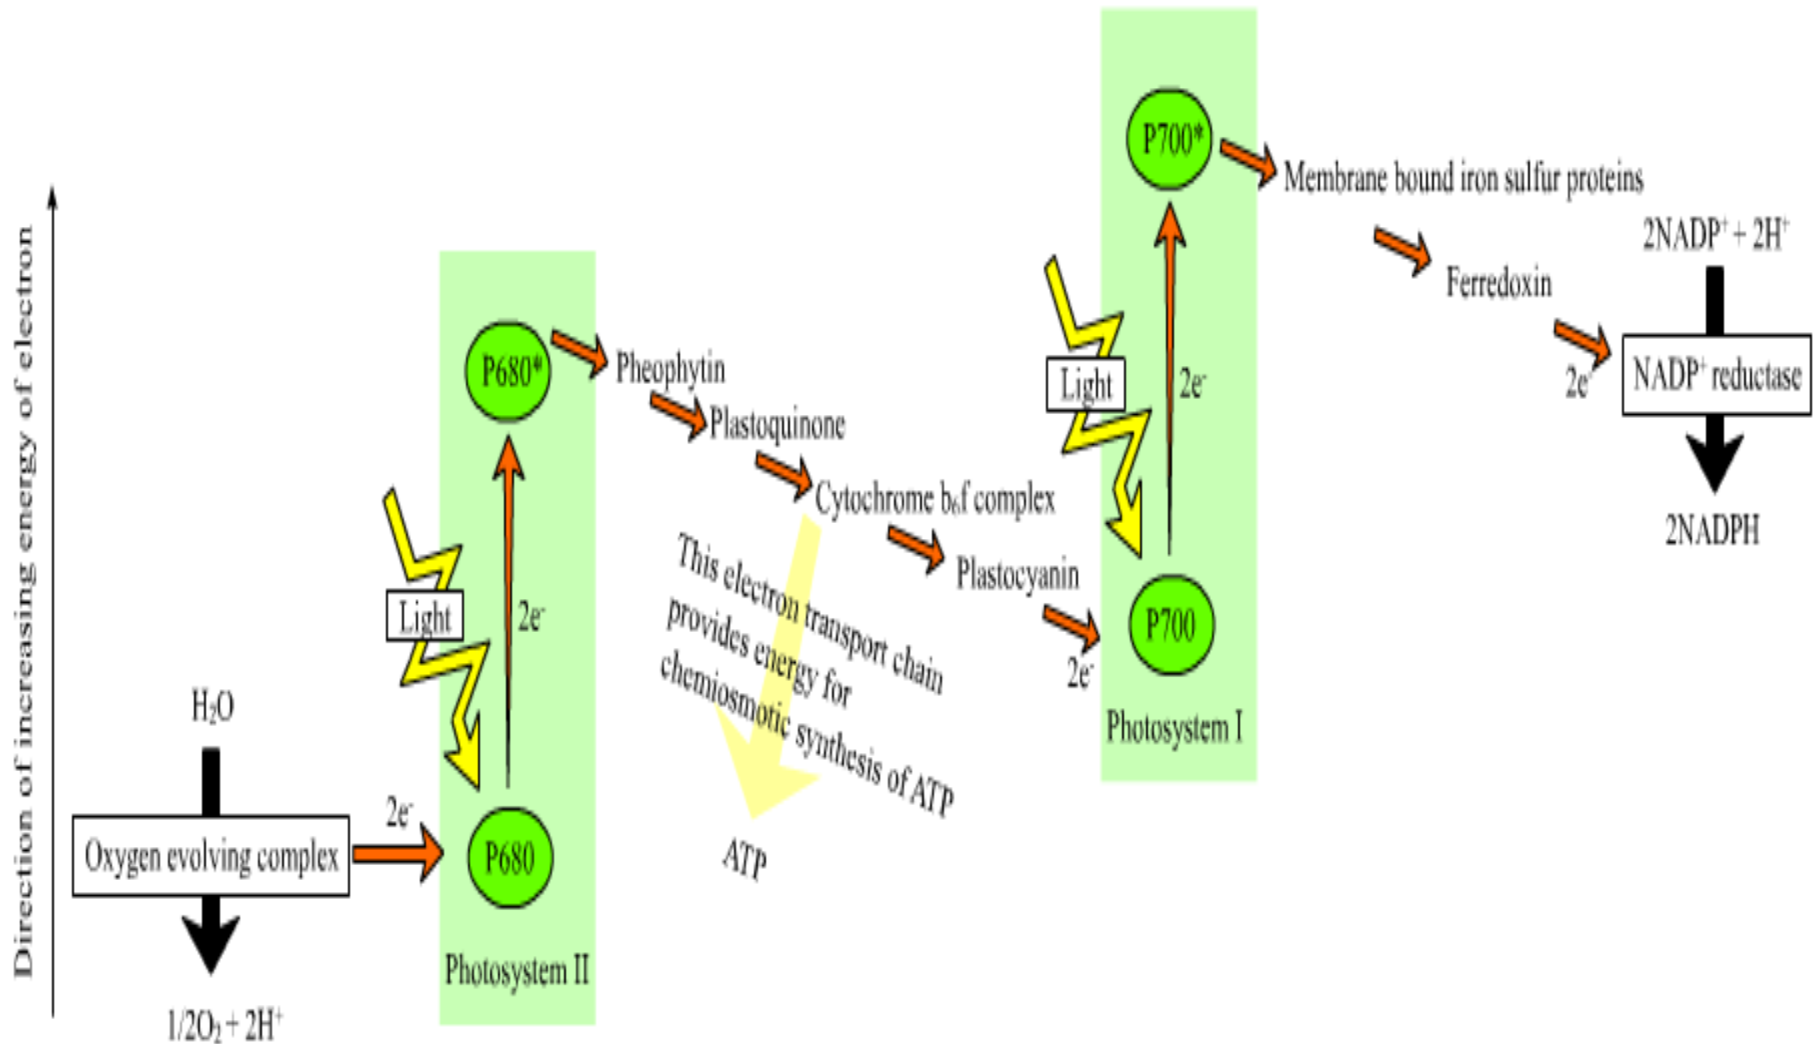 Direction of increasing energy of electron
H₂O
Oxygen evolving complex
1/2O₂ + 2H⁺
2e⁻
P680*
2e⁻
Light
P680
Photosystem II
Pheophytin
Plastoquinone
Cytochrome b₆f complex
Plastocyanin
2e⁻
This electron transport chain
provides energy for
chemiosmotic synthesis of ATP
ATP
P700*
2e⁻
Light
P700
Photosystem I
Membrane bound iron sulfur proteins
Ferredoxin
2e⁻
2NADP⁺ + 2H⁺
NADP⁺ reductase
2NADPH